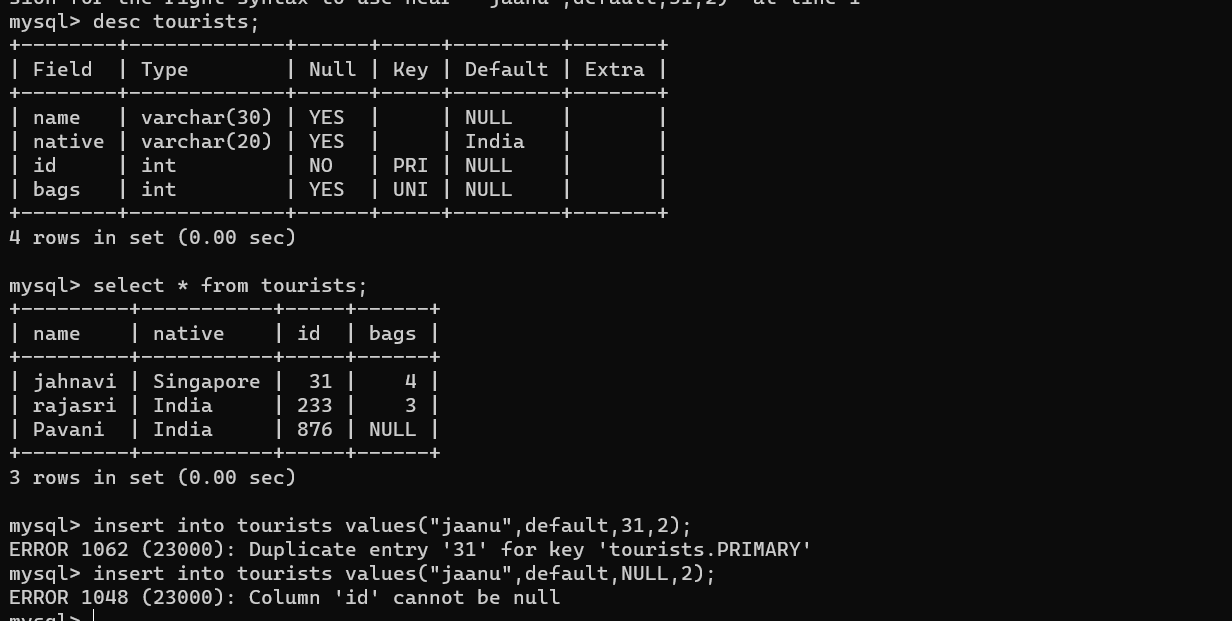 sion for the right syntax to use near '"jaanu",default,31,2)' at line 1
mysql> desc tourists;
+--------+-------------+------+-----+---------+-------+
| Field  | Type        | Null | Key | Default | Extra |
+--------+-------------+------+-----+---------+-------+
| name   | varchar(30) | YES  |     | NULL    |       |
| native | varchar(20) | YES  |     | India   |       |
| id     | int         | NO   | PRI | NULL    |       |
| bags   | int         | YES  | UNI | NULL    |       |
+--------+-------------+------+-----+---------+-------+
4 rows in set (0.00 sec)
mysql> select * from tourists;
+---------+-----------+-----+------+
| name    | native    | id  | bags |
+---------+-----------+-----+------+
| jahnavi | Singapore |  31 |    4 |
| rajasri | India     | 233 |    3 |
| Pavani  | India     | 876 | NULL |
+---------+-----------+-----+------+
3 rows in set (0.00 sec)
mysql> insert into tourists values("jaanu",default,31,2);
ERROR 1062 (23000): Duplicate entry '31' for key 'tourists.PRIMARY'
mysql> insert into tourists values("jaanu",default,NULL,2);
ERROR 1048 (23000): Column 'id' cannot be null
mysql>